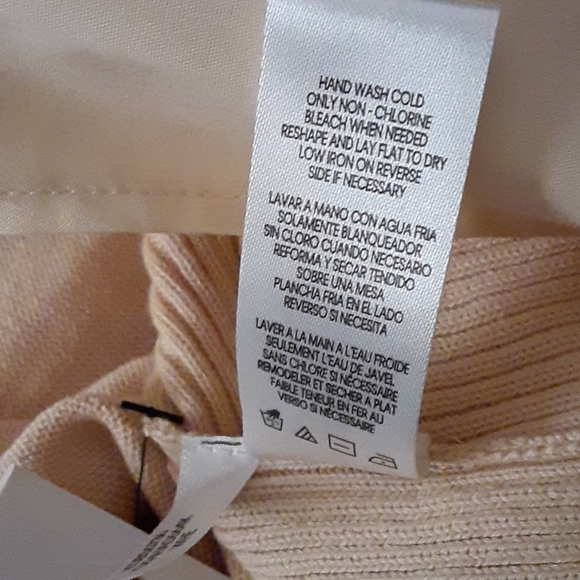 HAND WASH COLD
ONLY NON - CHLORINE
BLEACH WHEN NEEDED
RESHAPE AND LAY FLAT TO DRY
LOW IRON ON REVERSE
SIDE IF NECESSARY
LAVAR A MANO CON AGUA FRIA
SOLAMENTE BLANQUEADOR
SIN CLORO CUANDO NECESARIO
REFORMA Y SECAR TENDIDO
SOBRE UNA MESA
PLANCHA FRIA EN EL LADO
REVERSO SI NECESITA
LAVER A LA MAIN A L'EAU FROIDE
SEULEMENT L'EAU DE JAVEL
SANS CHLORE SI NÉCESSAIRE
REMODELER ET SÉCHER A PLAT
FAIBLE TENEUR EN FER AU
VERSO SI NÉCESSAIRE